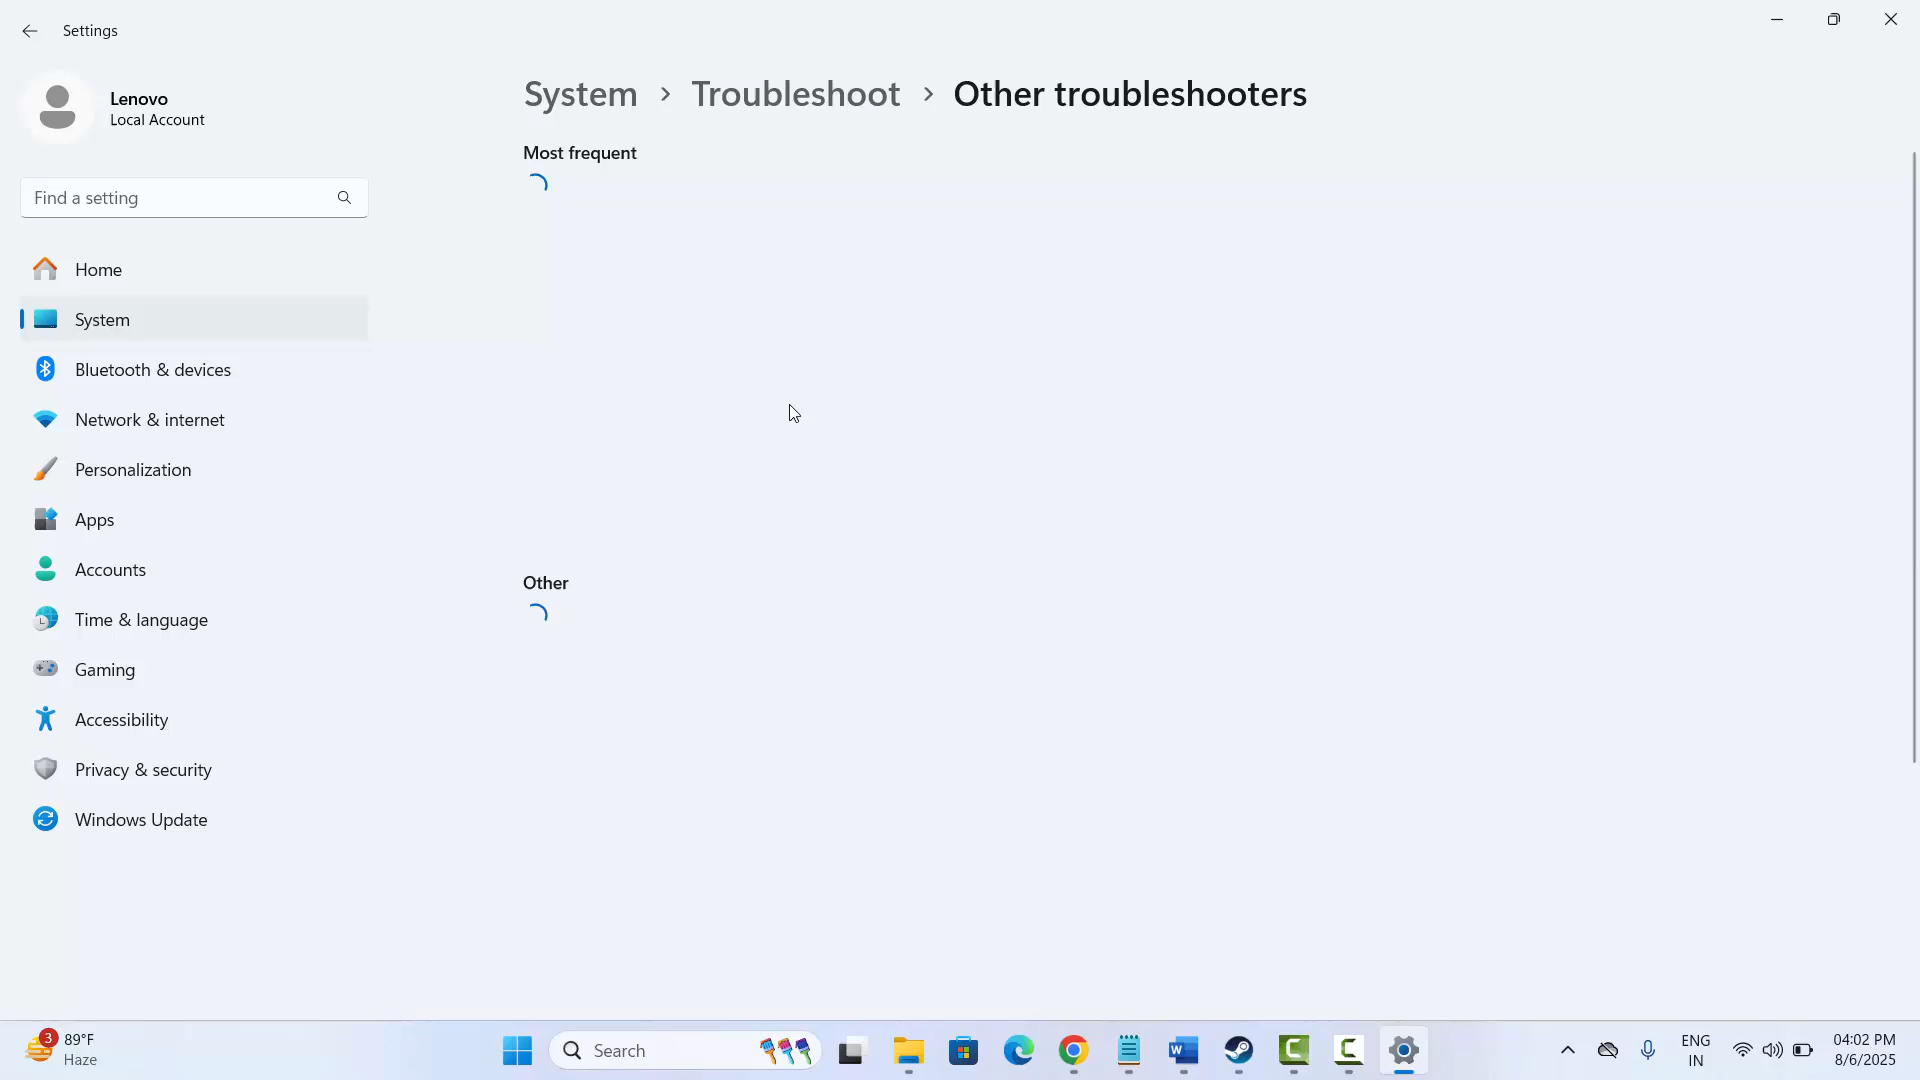 Settings
Lenovo
Local Account
Find a setting
Home
System
Bluetooth & devices
Network & internet
Personalization
Apps
Accounts
Time & language
Gaming
Accessibility
Privacy & security
Windows Update
System > Troubleshoot > Other troubleshooters
Most frequent
Other
3
89°F
Haze
Search
ENG
IN
04:02 PM
8/6/2025